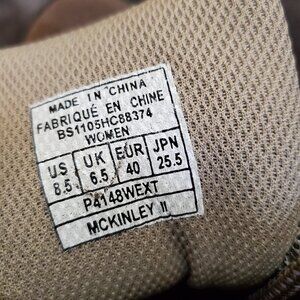 MADE IN CHINA
FABRIQUÉ EN CHINE
BS1105HC88374
WOMEN
US UK EUR JPN
8.5 6.5 40 25.5
P4148WEXT
MCKINLEY II